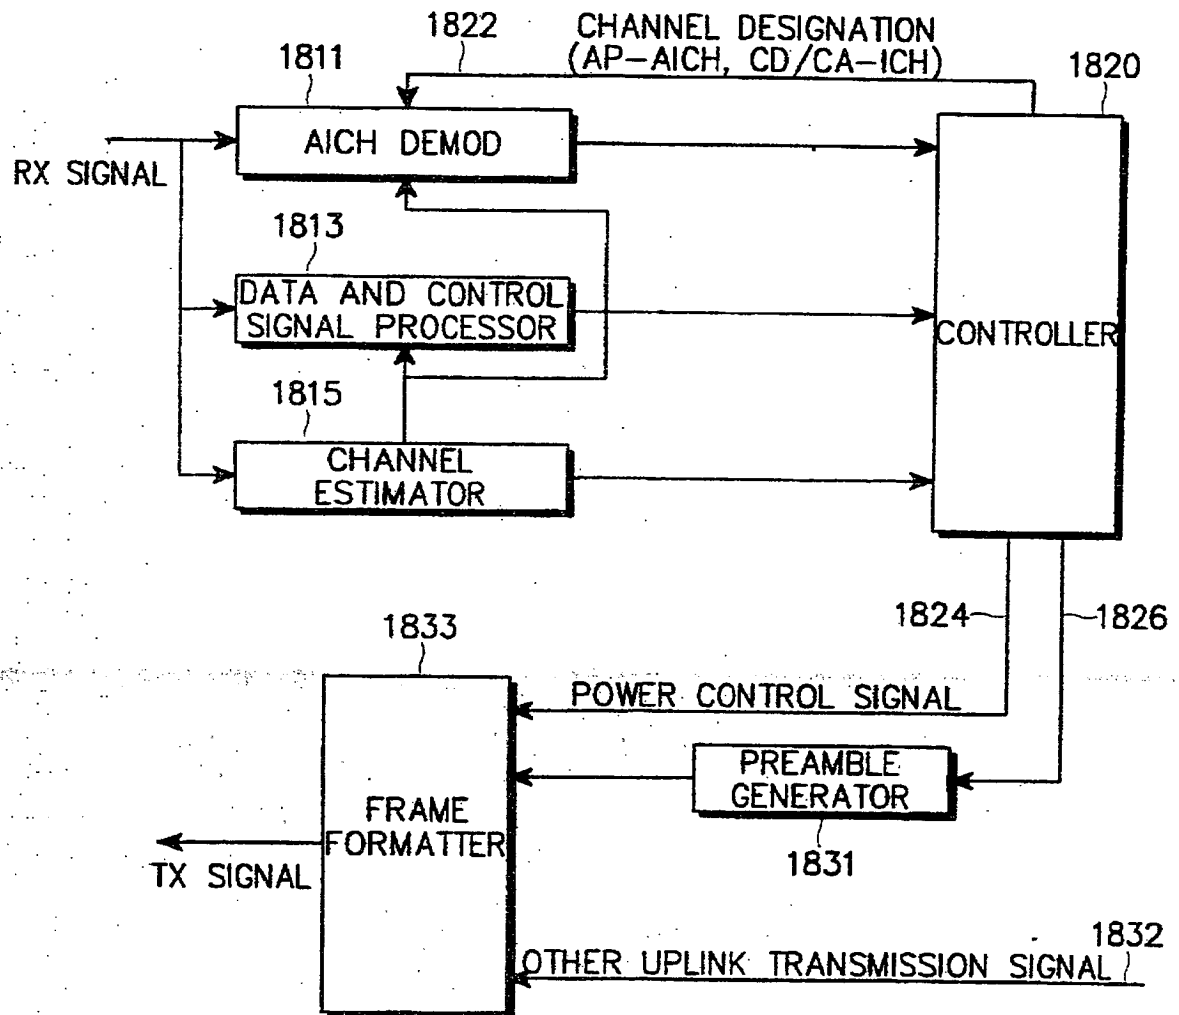 1822
CHANNEL DESIGNATION
(AP-AICH, CD/CA-ICH)
1811
1820
AICH DEMOD
RX SIGNAL
1813
DATA AND CONTROL
SIGNAL PROCESSOR
CONTROLLER
1815
CHANNEL
ESTIMATOR
1824
1826
1833
POWER CONTROL SIGNAL
PREAMBLE
GENERATOR
FRAME
FORMATTER
1831
TX SIGNAL
1832
OTHER UPLINK TRANSMISSION SIGNAL